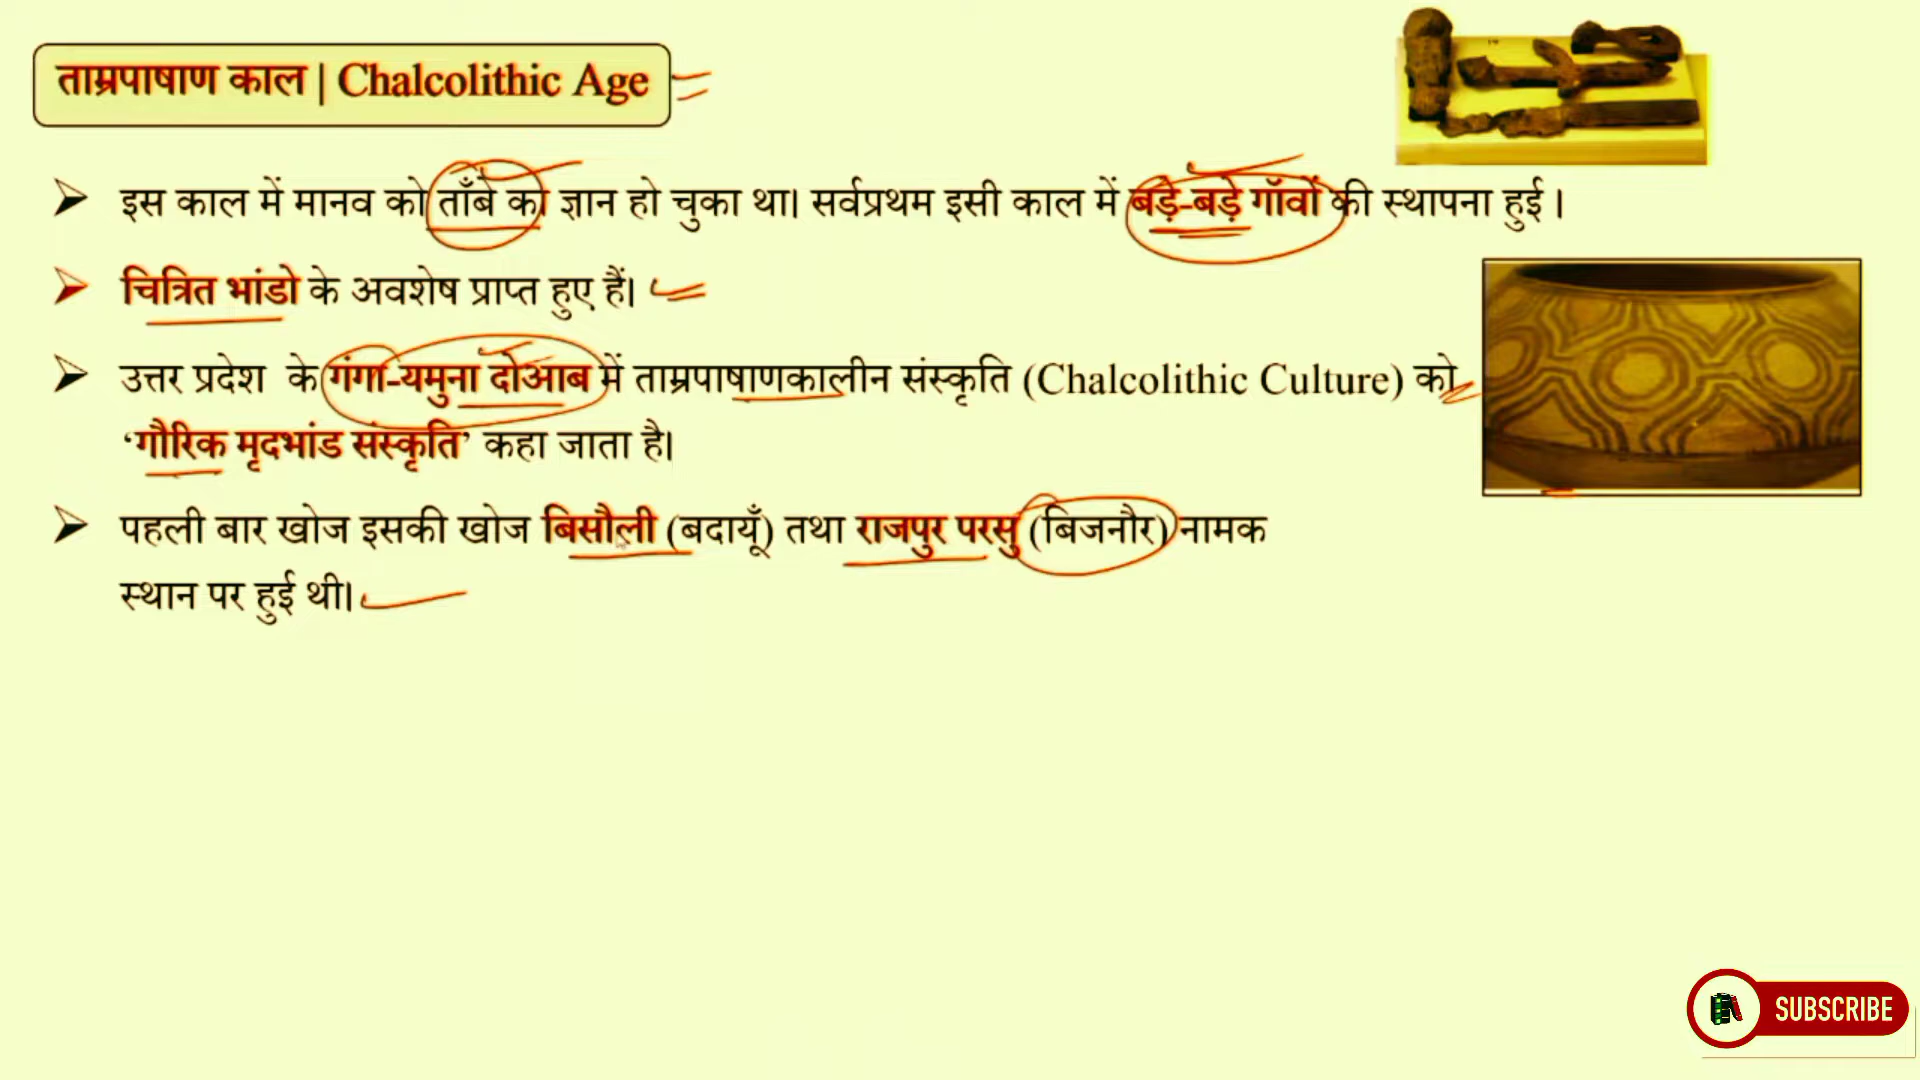 ताम्रपाषाण काल | Chalcolithic Age
इस काल में मानव को ताँबे का ज्ञान हो चुका था। सर्वप्रथम इसी काल में बड़े-बड़े गॉवों की स्थापना हुई ।
चित्रित भांडो के अवशेष प्राप्त हुए हैं।
उत्तर प्रदेश के गंगा-यमुना दोआब में ताम्रपाषाणकालीन संस्कृति (Chalcolithic Culture) को
‘गौरिक मृदभांड संस्कृति’ कहा जाता है।
पहली बार खोज इसकी खोज बिसौली (बदायूँ) तथा राजपुर परसु (बिजनौर) नामक
स्थान पर हुई थी।
SUBSCRIBE